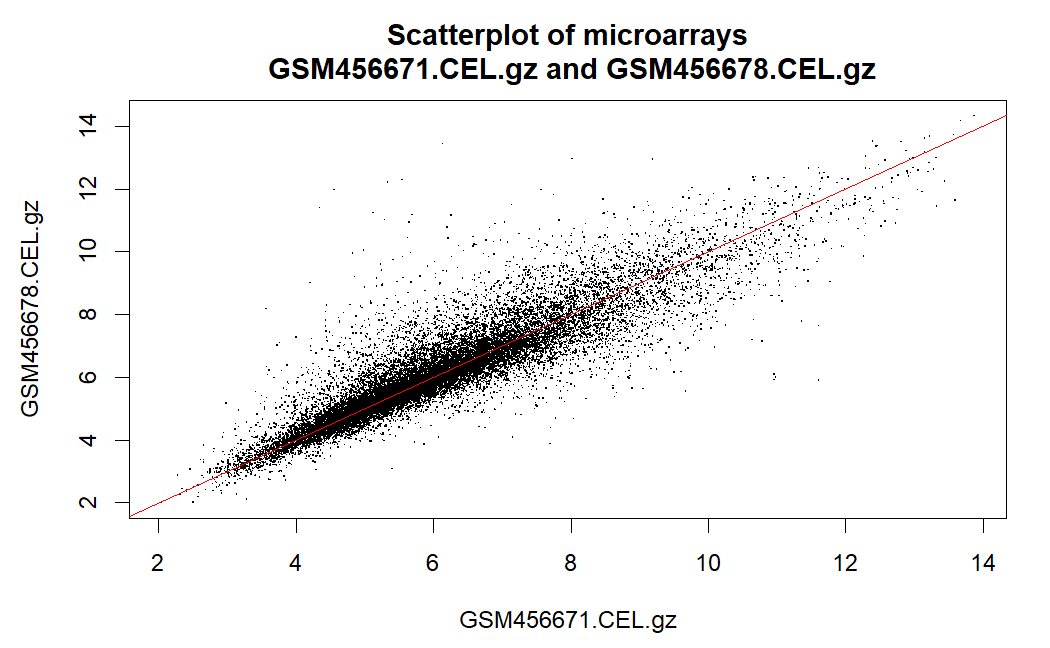 Scatterplot of microarrays
GSM456671.CEL.gz and GSM456678.CEL.gz
14
12
10
8
6
4
2
GSM456678.CEL.gz
2 4 6 8 10 12 14
GSM456671.CEL.gz